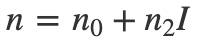 n = n₀ + n₂I